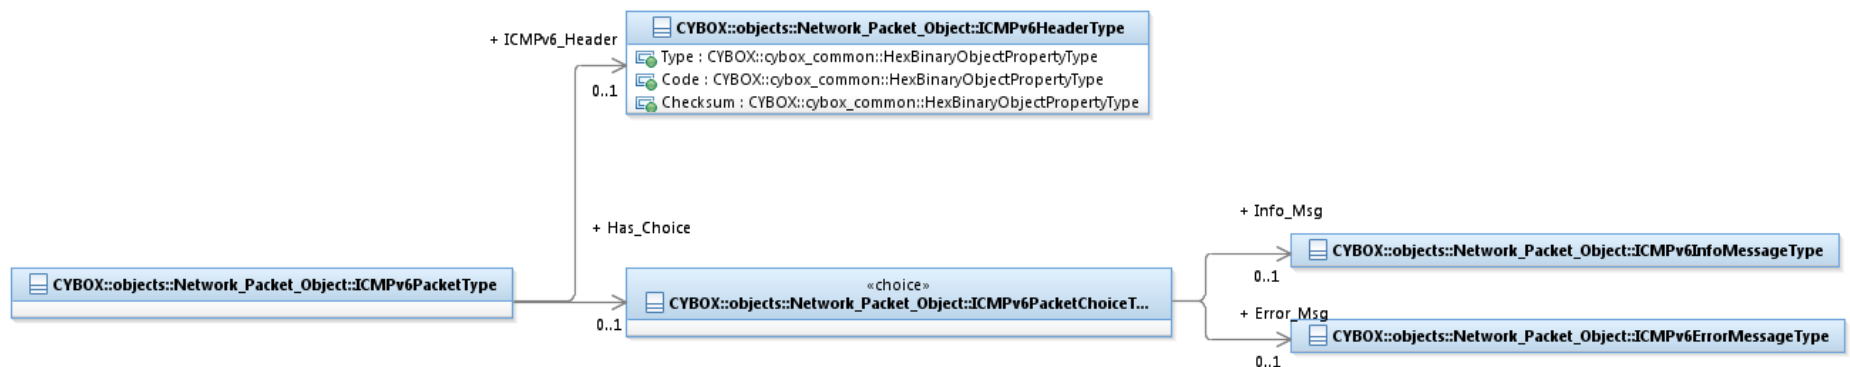 + ICMPv6_Header
0..1
CYBOX::objects::Network_Packet_Object::ICMPv6HeaderType
Type : CYBOX::cybox_common::HexBinaryObjectPropertyType
Code : CYBOX::cybox_common::HexBinaryObjectPropertyType
Checksum : CYBOX::cybox_common::HexBinaryObjectPropertyType
+ Has_Choice
0..1
CYBOX::objects::Network_Packet_Object::ICMPv6PacketType
«choice»
CYBOX::objects::Network_Packet_Object::ICMPv6PacketChoiceT...
+ Info_Msg
0..1
CYBOX::objects::Network_Packet_Object::ICMPv6InfoMessageType
+ Error_Msg
0..1
CYBOX::objects::Network_Packet_Object::ICMPv6ErrorMessageType